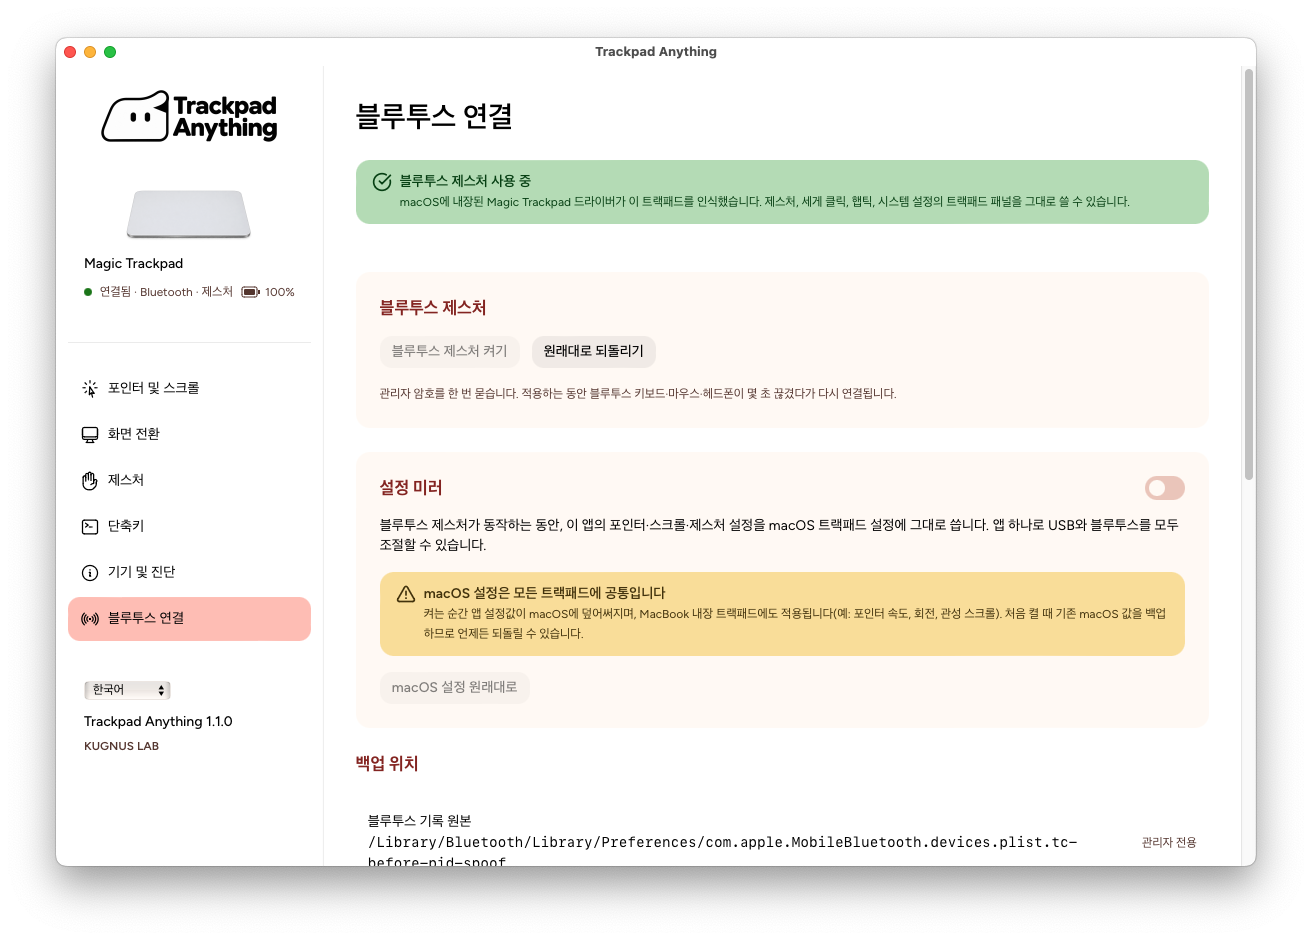 Trackpad Anything
Trackpad
Anything
Magic Trackpad
연결됨 · Bluetooth · 제스처 100%
포인터 및 스크롤
화면 전환
제스처
단축키
기기 및 진단
블루투스 연결
한국어
Trackpad Anything 1.1.0
KUGNUS LAB
블루투스 연결
블루투스 제스처 사용 중
macOS에 내장된 Magic Trackpad 드라이버가 이 트랙패드를 인식했습니다. 제스처, 세게 클릭, 햅틱, 시스템 설정의 트랙패드 패널을 그대로 쓸 수 있습니다.
블루투스 제스처
블루투스 제스처 켜기
원래대로 되돌리기
관리자 암호를 한 번 묻습니다. 적용하는 동안 블루투스 키보드·마우스·헤드폰이 몇 초 끊겼다가 다시 연결됩니다.
설정 미러
블루투스 제스처가 동작하는 동안, 이 앱의 포인터·스크롤·제스처 설정을 macOS 트랙패드 설정에 그대로 씁니다. 앱 하나로 USB와 블루투스를 모두
조절할 수 있습니다.
macOS 설정은 모든 트랙패드에 공통입니다
켜는 순간 앱 설정값이 macOS에 덮어써지며, MacBook 내장 트랙패드에도 적용됩니다(예: 포인터 속도, 회전, 관성 스크롤). 처음 켤 때 기존 macOS 값을 백업
하므로 언제든 되돌릴 수 있습니다.
macOS 설정 원래대로
백업 위치
블루투스 기록 원본
/Library/Bluetooth/Library/Preferences/com.apple.MobileBluetooth.devices.plist.tc-
before-pid-spoof
관리자 전용